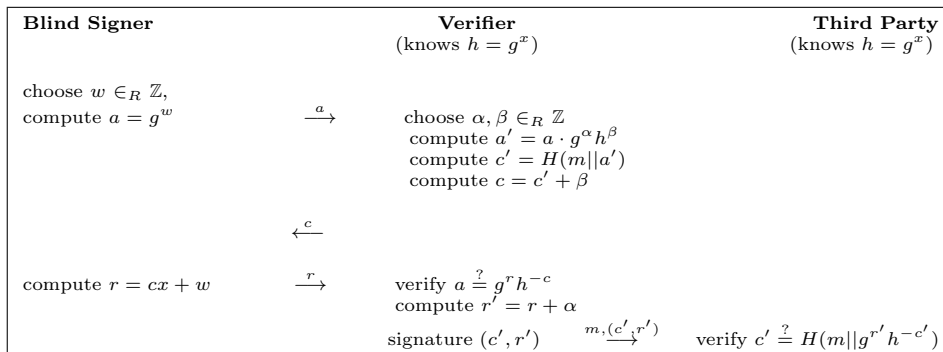 Blind Signer Verifier Third Party
(knows h = g^x) (knows h = g^x)
choose w ∈_R ℤ,
compute a = g^w a⟶ choose α, β ∈_R ℤ
compute a′ = a · g^α h^β
compute c′ = H(m||a′)
compute c = c′ + β
c⟵
compute r = cx + w r⟶ verify a ≟ g^r h^{−c}
compute r′ = r + α
signature (c′, r′) m,(c′,r′)⟶ verify c′ ≟ H(m||g^{r′} h^{−c′})